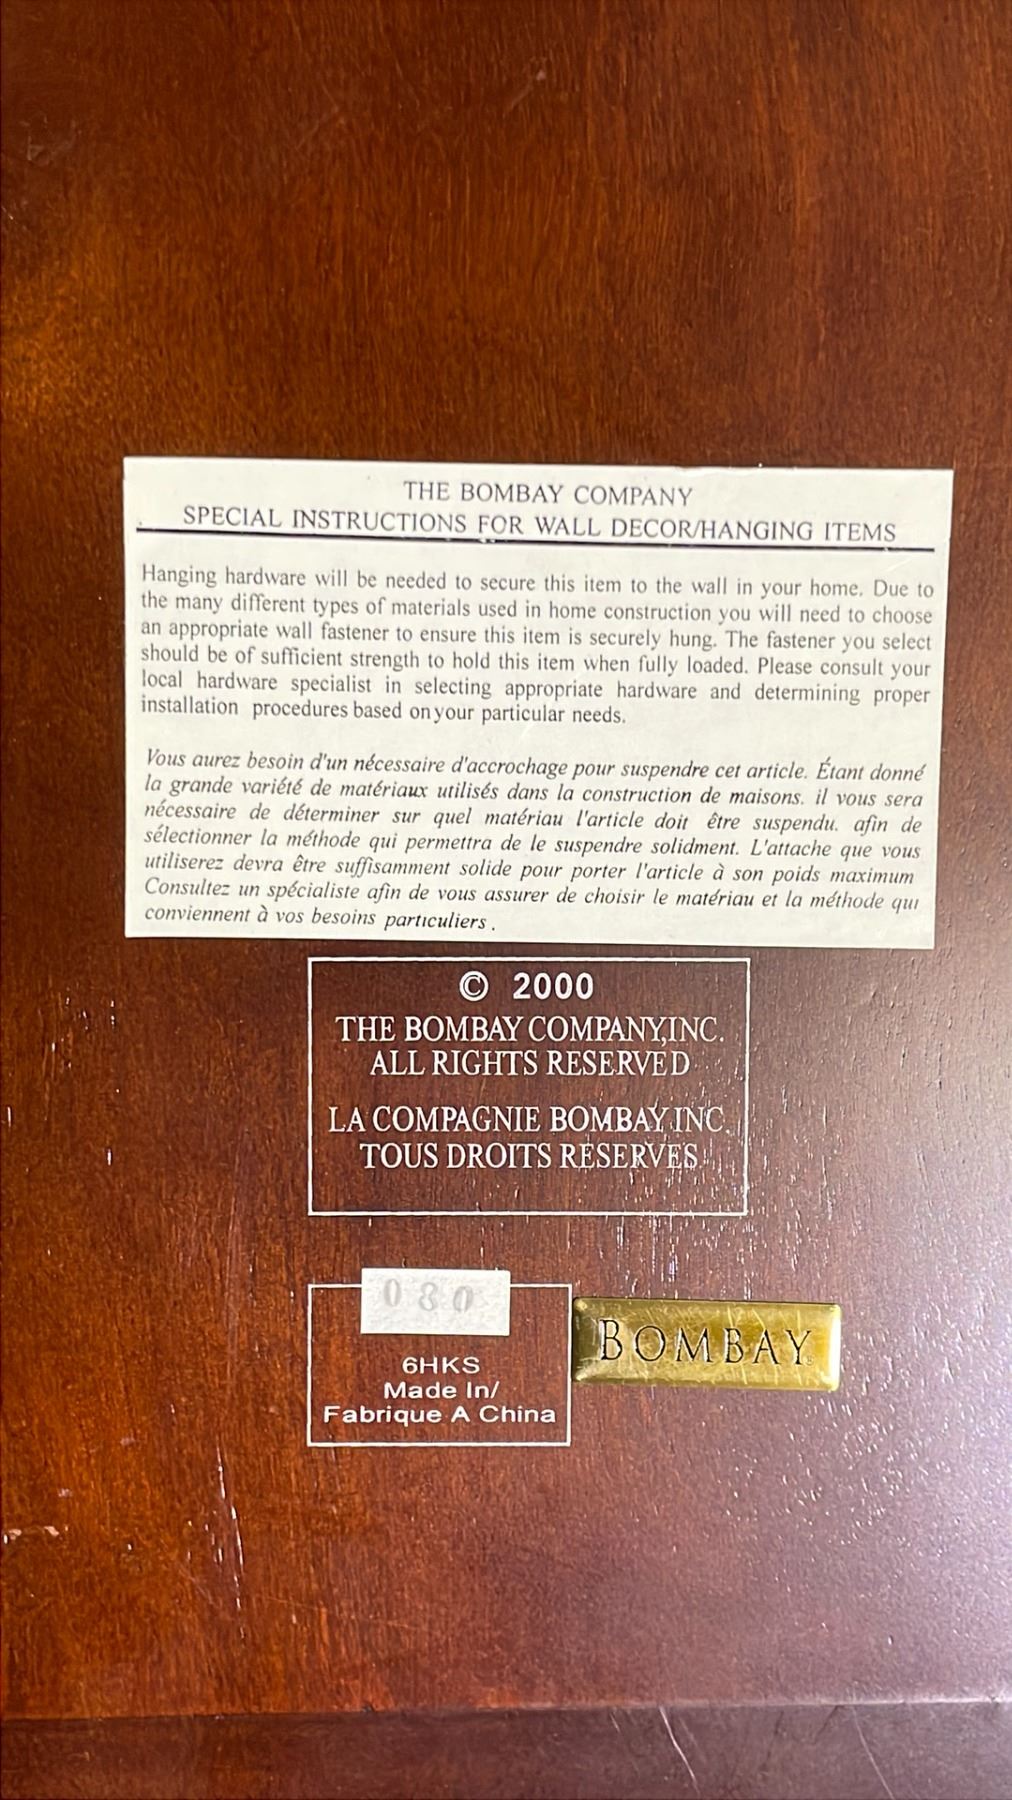 THE BOMBAY COMPANY
SPECIAL INSTRUCTIONS FOR WALL DECOR/HANGING ITEMS
Hanging hardware will be needed to secure this item to the wall in your home. Due to
the many different types of materials used in home construction you will need to choose
an appropriate wall fastener to ensure this item is securely hung. The fastener you select
should be of sufficient strength to hold this item when fully loaded. Please consult your
local hardware specialist in selecting appropriate hardware and determining proper
installation procedures based on your particular needs.
Vous aurez besoin d'un nécessaire d'accrochage pour suspendre cet article. Étant donné
la grande variété de matériaux utilisés dans la construction de maisons. il vous sera
nécessaire de déterminer sur quel matériau l'article doit être suspendu. afin de
sélectionner la méthode qui permettra de le suspendre solidment. L'attache que vous
utiliserez devra être suffisamment solide pour porter l'article à son poids maximum
Consultez un spécialiste afin de vous assurer de choisir le matériau et la méthode qui
conviennent à vos besoins particuliers .
© 2000
THE BOMBAY COMPANY,INC.
ALL RIGHTS RESERVED
LA COMPAGNIE BOMBAY,INC.
TOUS DROITS RESERVES
080
6HKS
Made In/
Fabrique A China
BOMBAY®